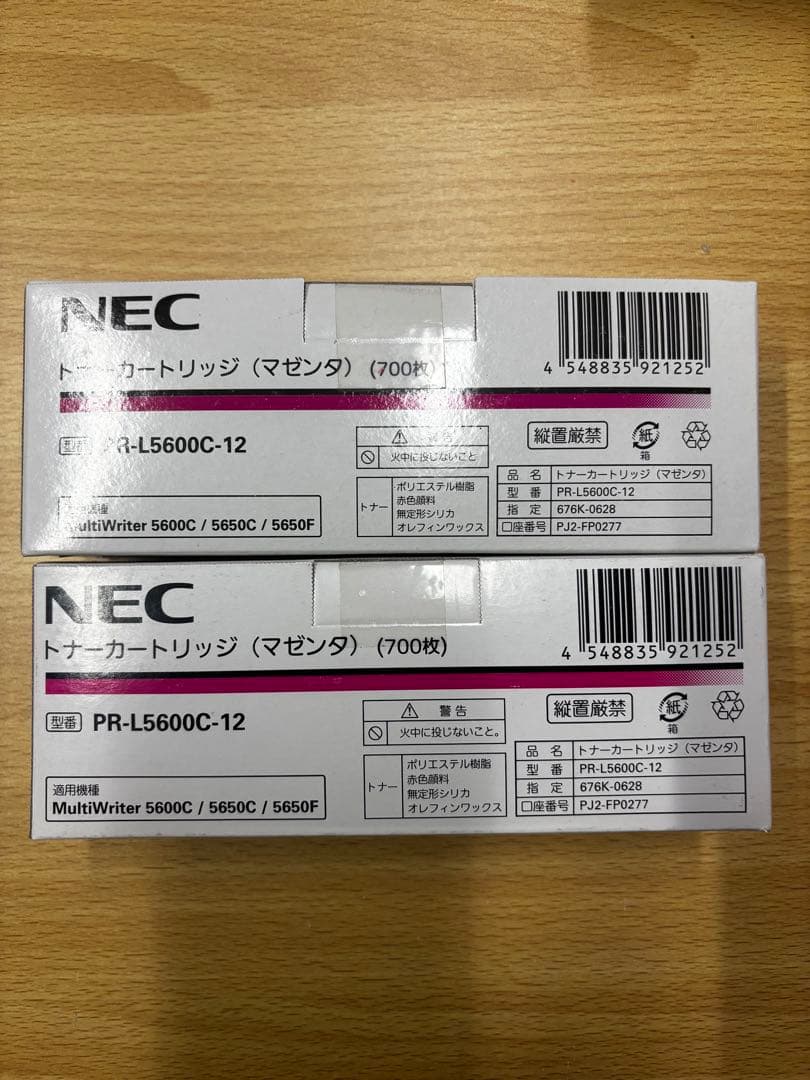 NEC
トナーカートリッジ（マゼンタ）(700枚)
4 548835 921252
型番 PR-L5600C-12
警告
火中に投じないこと
縦置厳禁
紙
箱
トナー
ポリエステル樹脂
赤色顔料
無定形シリカ
オレフィンワックス
品名 トナーカートリッジ（マゼンタ）
型番 PR-L5600C-12
指定 676K-0628
口座番号 PJ2-FP0277
機種
MultiWriter 5600C / 5650C / 5650F
NEC
トナーカートリッジ（マゼンタ）(700枚)
4 548835 921252
型番 PR-L5600C-12
警告
火中に投じないこと。
縦置厳禁
紙
箱
トナー
ポリエステル樹脂
赤色顔料
無定形シリカ
オレフィンワックス
品名 トナーカートリッジ（マゼンタ）
型番 PR-L5600C-12
指定 676K-0628
口座番号 PJ2-FP0277
適用機種
MultiWriter 5600C / 5650C / 5650F